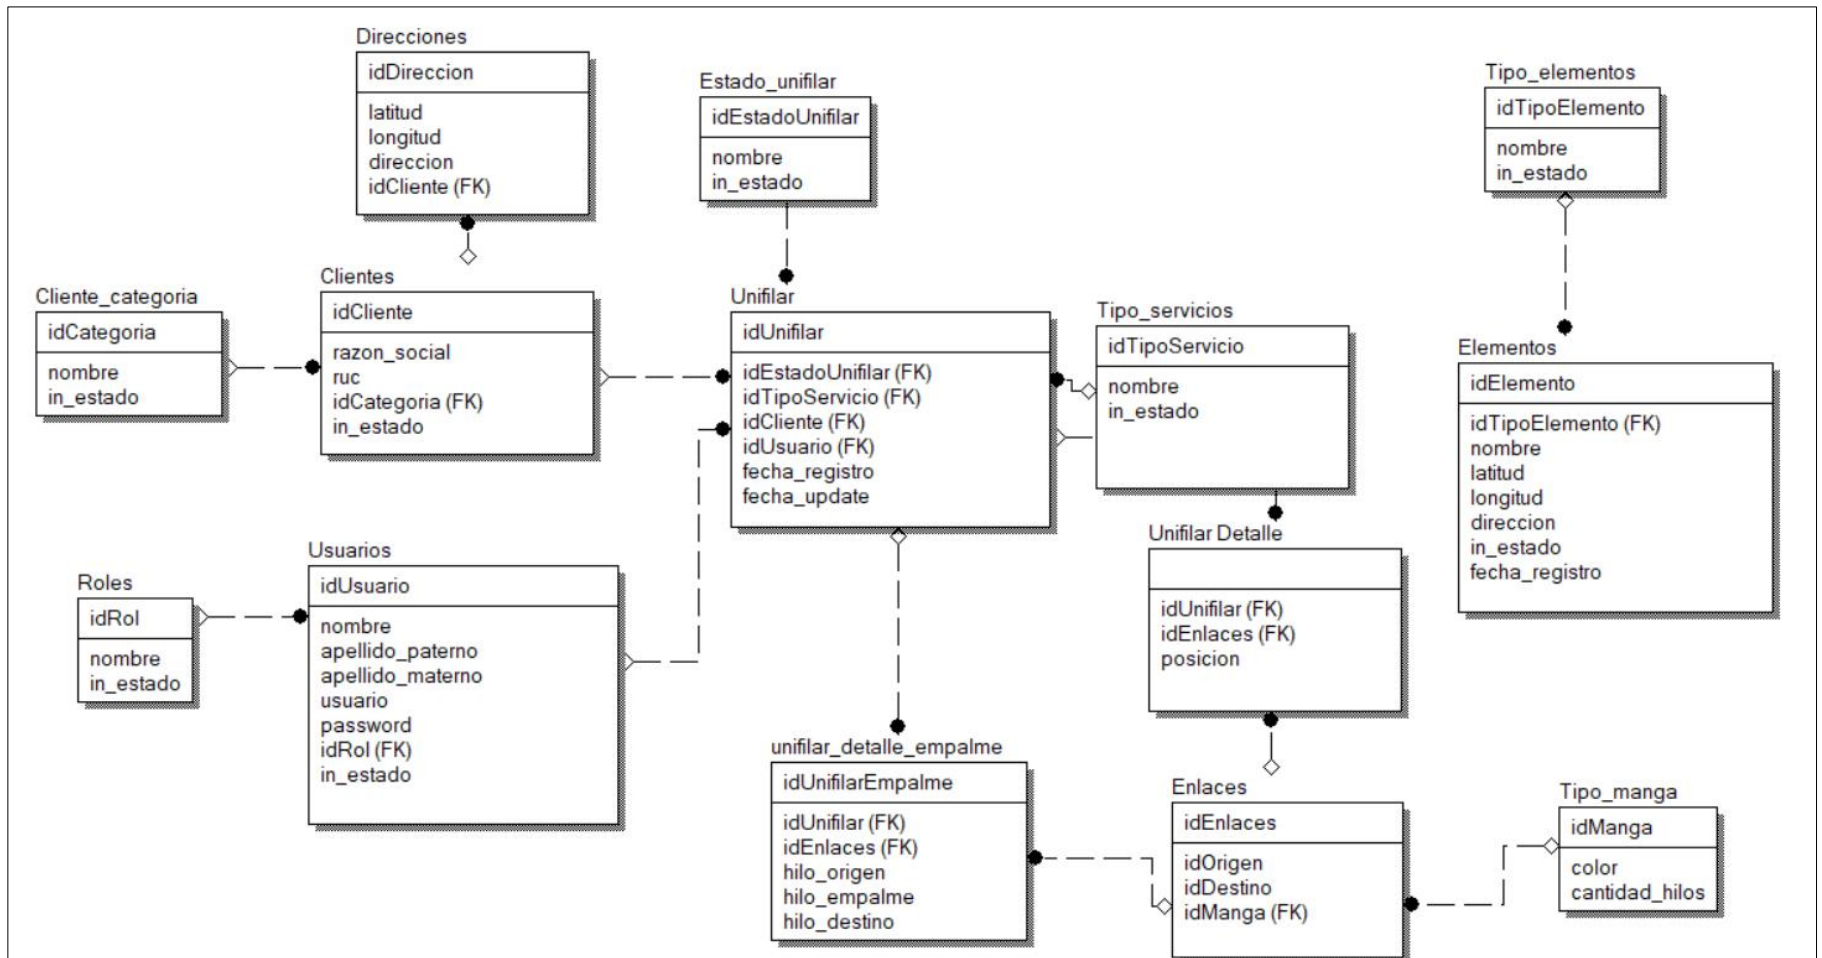 Direcciones
idDireccion
latitud
longitud
direccion
idCliente (FK)
Estado_unifilar
idEstadoUnifilar
nombre
in_estado
Tipo_elementos
idTipoElemento
nombre
in_estado
Cliente_categoria
idCategoria
nombre
in_estado
Clientes
idCliente
razon_social
ruc
idCategoria (FK)
in_estado
Unifilar
idUnifilar
idEstadoUnifilar (FK)
idTipoServicio (FK)
idCliente (FK)
idUsuario (FK)
fecha_registro
fecha_update
Tipo_servicios
idTipoServicio
nombre
in_estado
Elementos
idElemento
idTipoElemento (FK)
nombre
latitud
longitud
direccion
in_estado
fecha_registro
Roles
idRol
nombre
in_estado
Usuarios
idUsuario
nombre
apellido_paterno
apellido_materno
usuario
password
idRol (FK)
in_estado
Unifilar Detalle
idUnifilar (FK)
idEnlaces (FK)
posicion
unifilar_detalle_empalme
idUnifilarEmpalme
idUnifilar (FK)
idEnlaces (FK)
hilo_origen
hilo_empalme
hilo_destino
Enlaces
idEnlaces
idOrigen
idDestino
idManga (FK)
Tipo_manga
idManga
color
cantidad_hilos